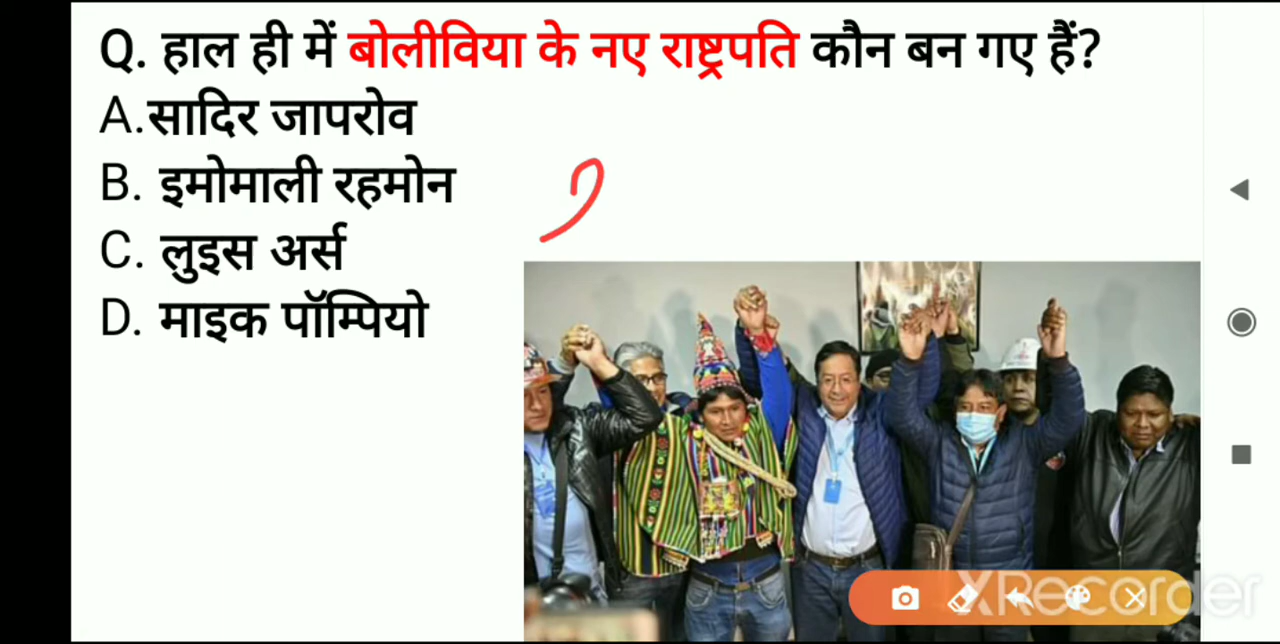 Q. हाल ही में बोलीविया के नए राष्ट्रपति कौन बन गए हैं?
A.सादिर जापरोव
B. इमोमाली रहमोन
C. लुइस अर्स
D. माइक पॉम्पियो
XRecorder